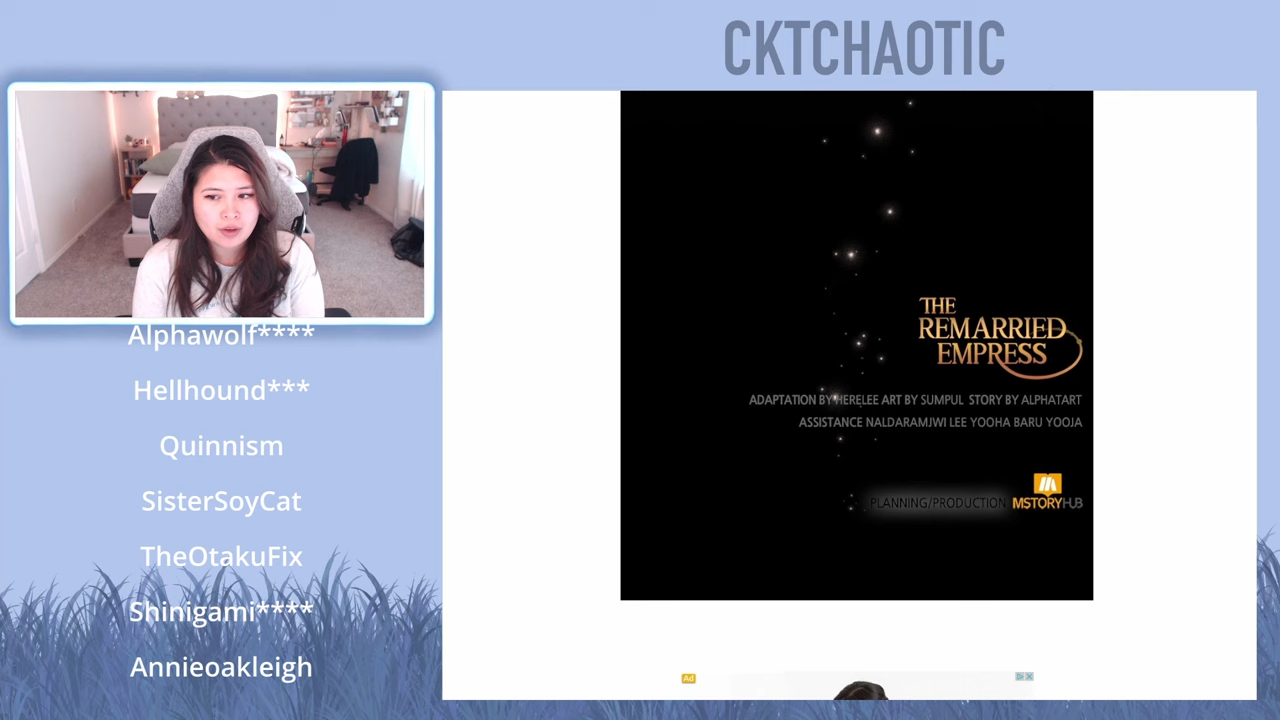 CKTCHAOTIC
Alphawolf****
Hellhound***
Quinnism
SisterSoyCat
TheOtakuFix
Shinigami****
Annieoakleigh
THE
REMARRIED
EMPRESS
ADAPTATION BY HERELEE ART BY SUMPUL STORY BY ALPHATART
ASSISTANCE NALDARAMJWI LEE YOOHA BARU YOOJA
PLANNING/PRODUCTION MSTORYHUB
Ad